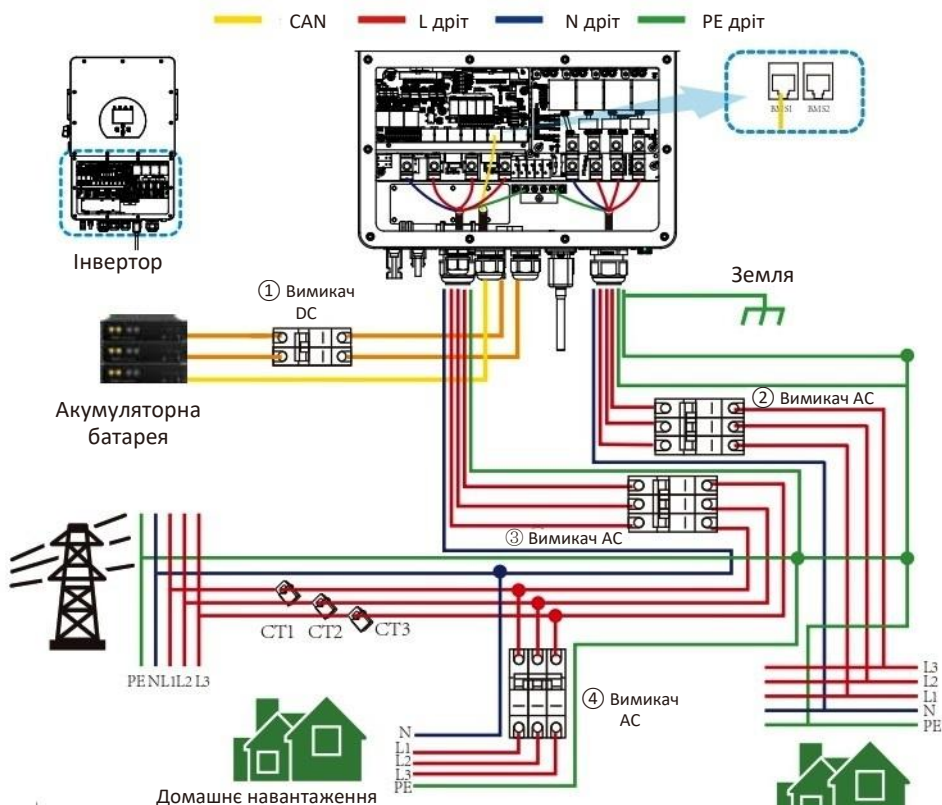 CAN L дріт N дріт PE дріт
BMS1 BMS2
Інвертор
Земля
① Вимикач
DC
Акумуляторна
батарея
② Вимикач AC
③ Вимикач AC
CT1 CT2 CT3
PE N L1 L2 L3
④ Вимикач
AC
N
L1
L2
L3
PE
L3
L2
L1
N
PE
Домашнє навантаження